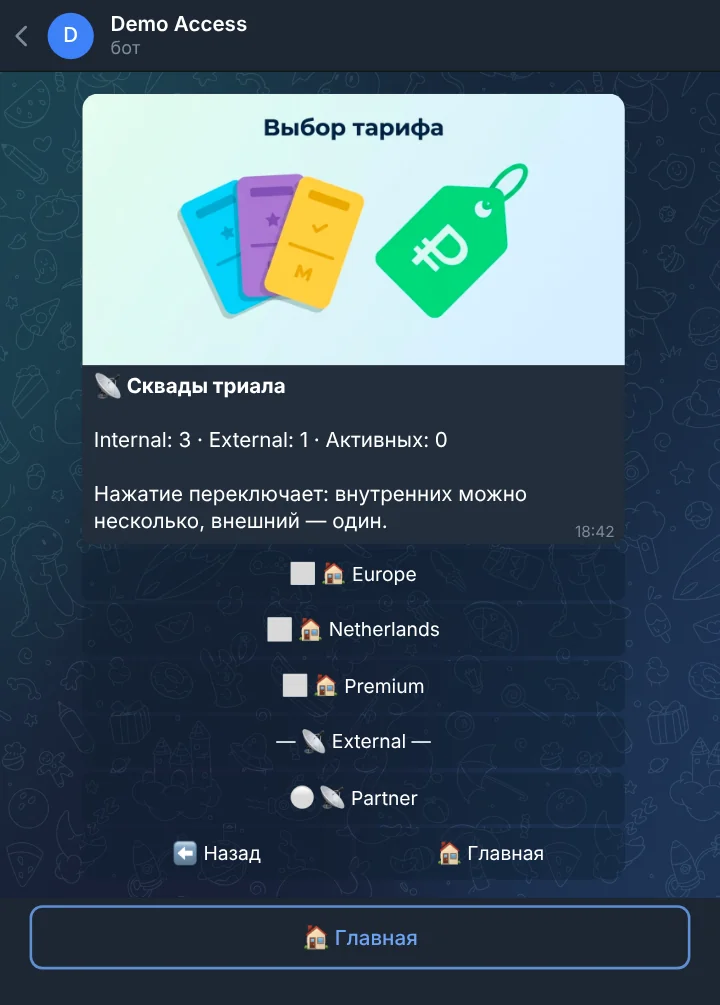 D
Demo Access
бот
Выбор тарифа
M
₽
📡 Сквады триала
Internal: 3 · External: 1 · Активных: 0
Нажатие переключает: внутренних можно
несколько, внешний — один.
18:42
⬜ 🏠 Europe
⬜ 🏠 Netherlands
⬜ 🏠 Premium
— 📡 External —
⚪ 📡 Partner
⬅️ Назад
🏠 Главная
🏠 Главная